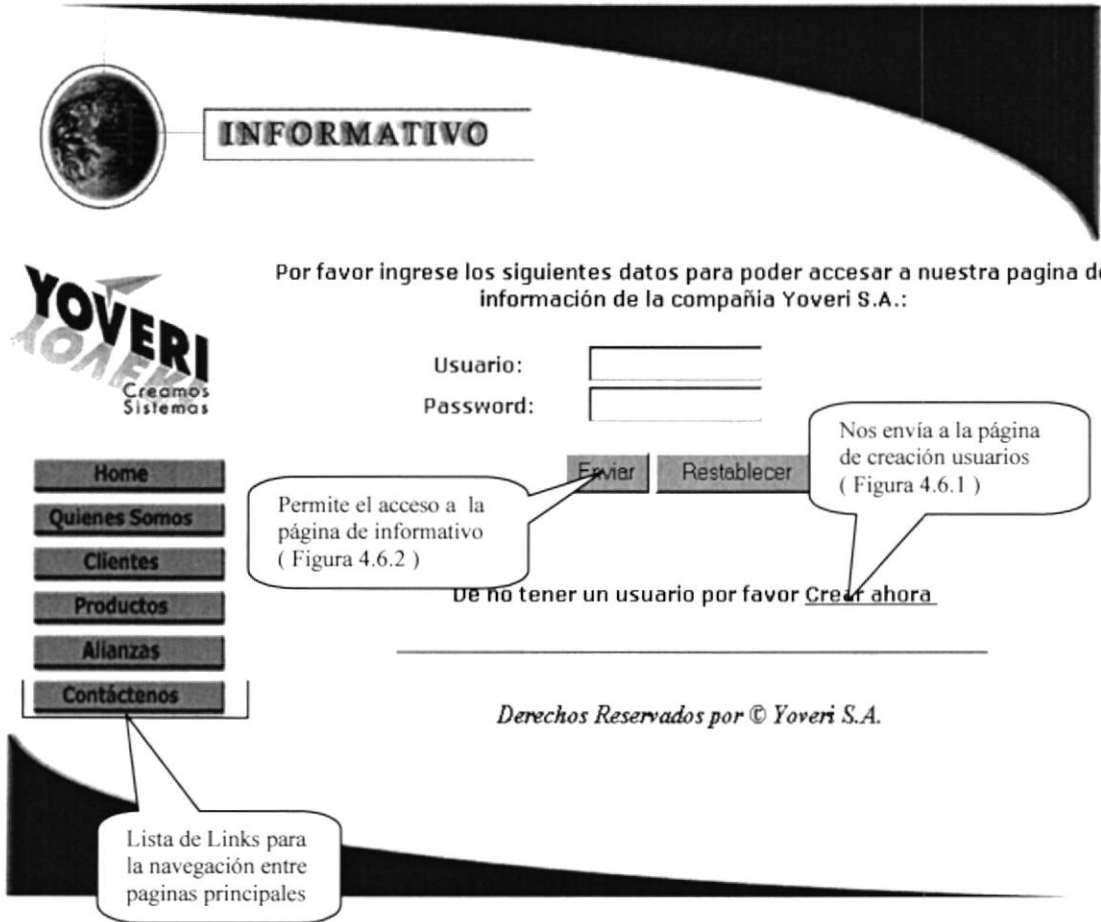 INFORMATIVO
Por favor ingrese los siguientes datos para poder accesar a nuestra pagina de
información de la compañia Yoveri S.A.:
YOVERI
Creamos
Sistemas
Usuario:
Password:
Enviar Restablecer
Nos envía a la página
de creación usuarios
( Figura 4.6.1 )
Permite el acceso a la
página de informativo
( Figura 4.6.2 )
De no tener un usuario por favor Crear ahora
Home
Quienes Somos
Clientes
Productos
Alianzas
Contáctenos
Derechos Reservados por © Yoveri S.A.
Lista de Links para
la navegación entre
paginas principales